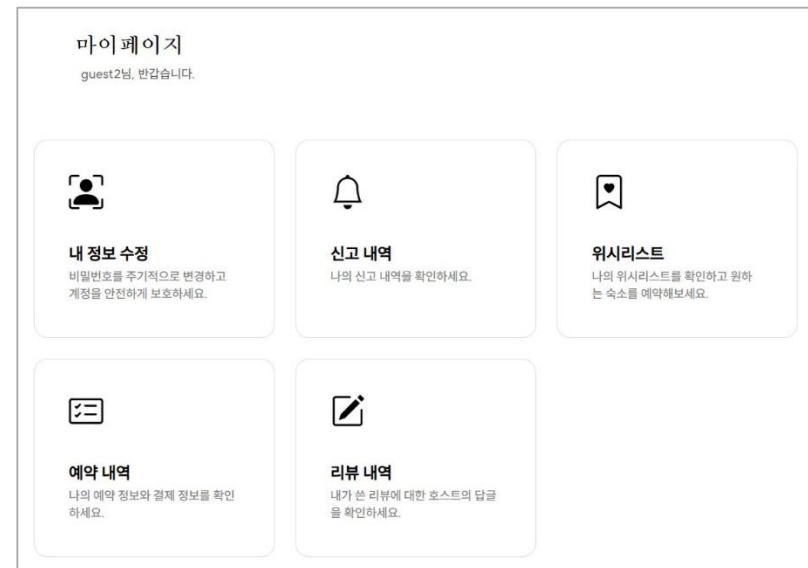 마이페이지
guest2님, 반갑습니다.
내 정보 수정
비밀번호를 주기적으로 변경하고
계정을 안전하게 보호하세요.
신고 내역
나의 신고 내역을 확인하세요.
위시리스트
나의 위시리스트를 확인하고 원하
는 숙소를 예약해보세요.
예약 내역
나의 예약 정보와 결제 정보를 확인
하세요.
리뷰 내역
내가 쓴 리뷰에 대한 호스트의 답글
을 확인하세요.